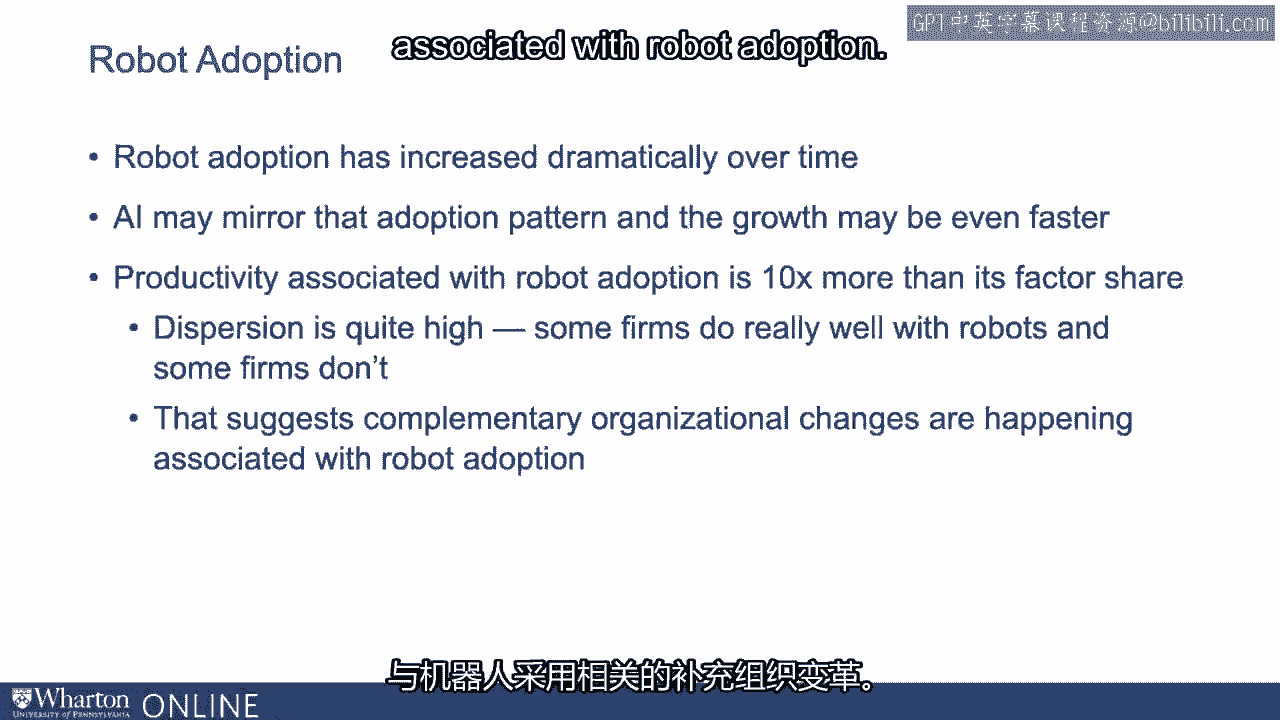 GPT中英字幕课程资源@bilibili.com
associated with robot adoption.
Robot Adoption
• Robot adoption has increased dramatically over time
• AI may mirror that adoption pattern and the growth may be even faster
• Productivity associated with robot adoption is 10x more than its factor share
• Dispersion is quite high — some firms do really well with robots and
some firms don’t
• That suggests complementary organizational changes are happening
associated with robot adoption
与机器人采用相关的补充组织变革。
Wharton
UNIVERSITY of PENNSYLVANIA
ONLINE